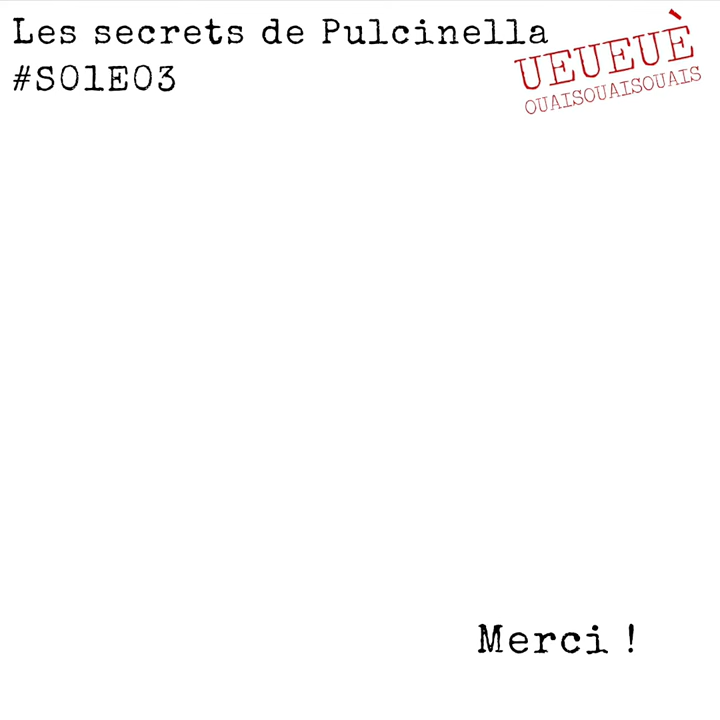 Les secrets de Pulcinella
#S01E03
UEUEUÈ
OUAISOUAISOUAIS
Merci !